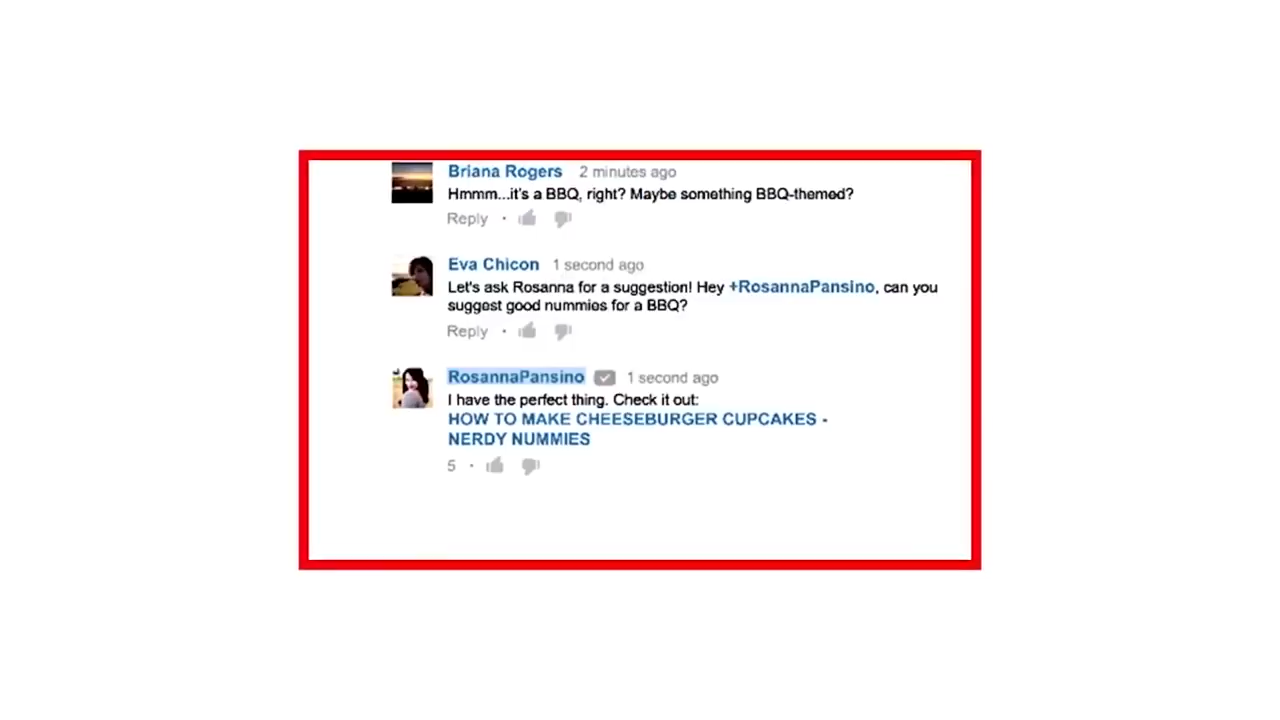 Briana Rogers 2 minutes ago
Hmmm...it's a BBQ, right? Maybe something BBQ-themed?
Reply ·
Eva Chicon 1 second ago
Let's ask Rosanna for a suggestion! Hey +RosannaPansino, can you
suggest good nummies for a BBQ?
Reply ·
RosannaPansino 1 second ago
I have the perfect thing. Check it out:
HOW TO MAKE CHEESEBURGER CUPCAKES -
NERDY NUMMIES
5 ·